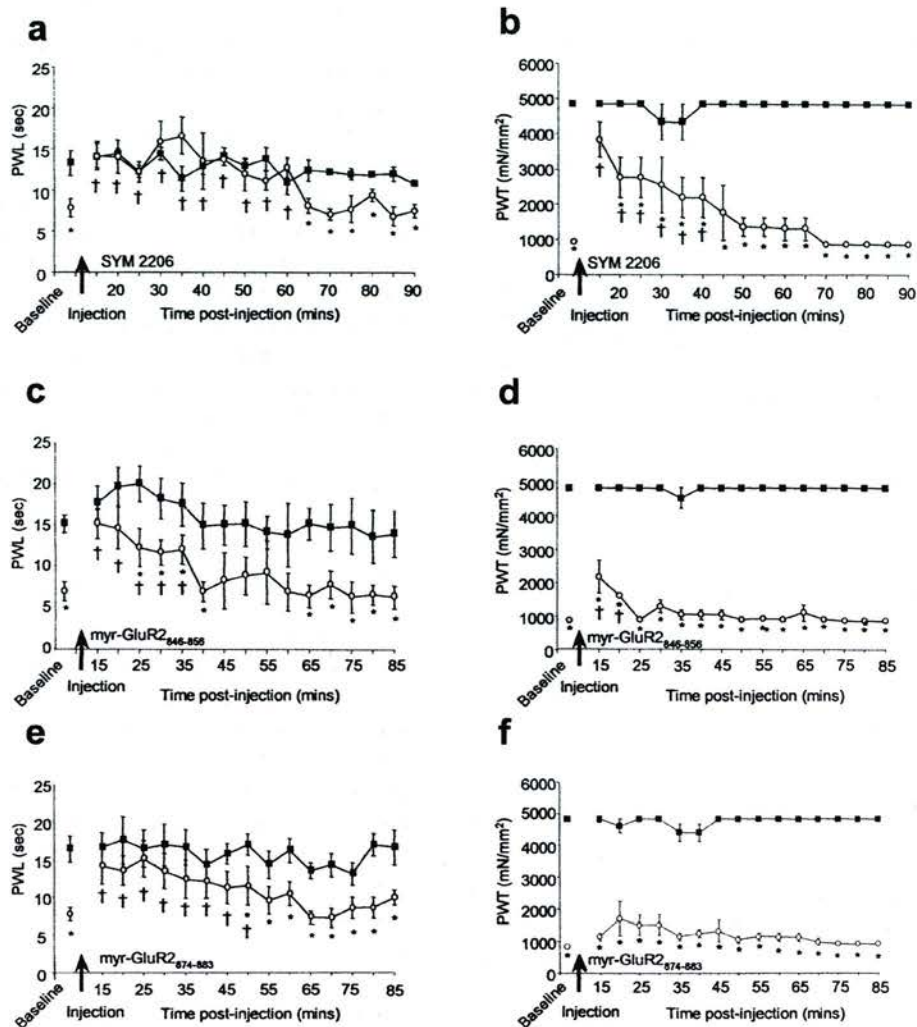 a
PWL (sec)
25
20
15
10
5
0
SYM 2206
Baseline
Injection
20 30 40 50 60 70 80 90
Time post-injection (mins)
b
PWT (mN/mm²)
6000
5000
4000
3000
2000
1000
0
SYM 2206
Baseline
Injection
20 30 40 50 60 70 80 90
Time post-injection (mins)
c
PWL (sec)
25
20
15
10
5
0
myr-GluR2846-856
Baseline
Injection
15 25 35 45 55 65 75 85
Time post-injection (mins)
d
PWT (mN/mm²)
6000
5000
4000
3000
2000
1000
0
myr-GluR2846-856
Baseline
Injection
15 25 35 45 55 65 75 85
Time post-injection (mins)
e
PWL (sec)
25
20
15
10
5
0
myr-GluR2874-883
Baseline
Injection
15 25 35 45 55 65 75 85
Time post-injection (mins)
f
PWT (mN/mm²)
6000
5000
4000
3000
2000
1000
0
myr-GluR2874-883
Baseline
Injection
15 25 35 45 55 65 75 85
Time post-injection (mins)